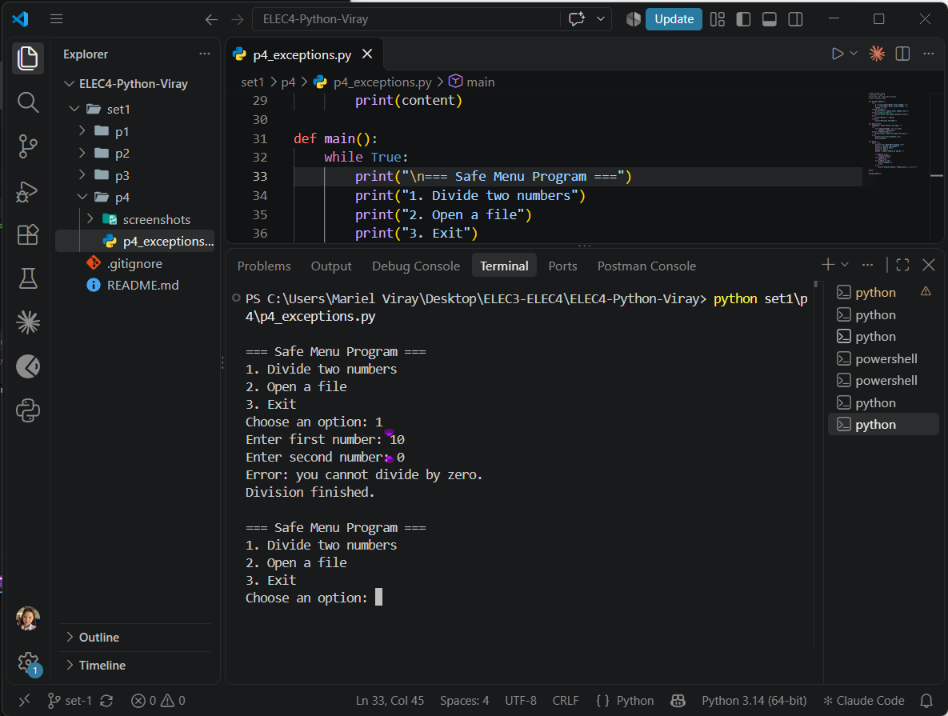 ELEC4-Python-Viray
Update
Explorer
p4_exceptions.py
ELEC4-Python-Viray
set1
p1
p2
p3
p4
screenshots
p4_exceptions...
.gitignore
README.md
Outline
Timeline
set1 > p4 > p4_exceptions.py > main
29 print(content)
30
31 def main():
32 while True:
33 print("\n=== Safe Menu Program ===")
34 print("1. Divide two numbers")
35 print("2. Open a file")
36 print("3. Exit")
Problems Output Debug Console Terminal Ports Postman Console
PS C:\Users\Mariel Viray\Desktop\ELEC3-ELEC4\ELEC4-Python-Viray> python set1\p
4\p4_exceptions.py
=== Safe Menu Program ===
1. Divide two numbers
2. Open a file
3. Exit
Choose an option: 1
Enter first number: 10
Enter second number: 0
Error: you cannot divide by zero.
Division finished.
=== Safe Menu Program ===
1. Divide two numbers
2. Open a file
3. Exit
Choose an option:
python
python
python
powershell
powershell
python
python
1
set-1 0 0 Ln 33, Col 45 Spaces: 4 UTF-8 CRLF { } Python Python 3.14 (64-bit) Claude Code